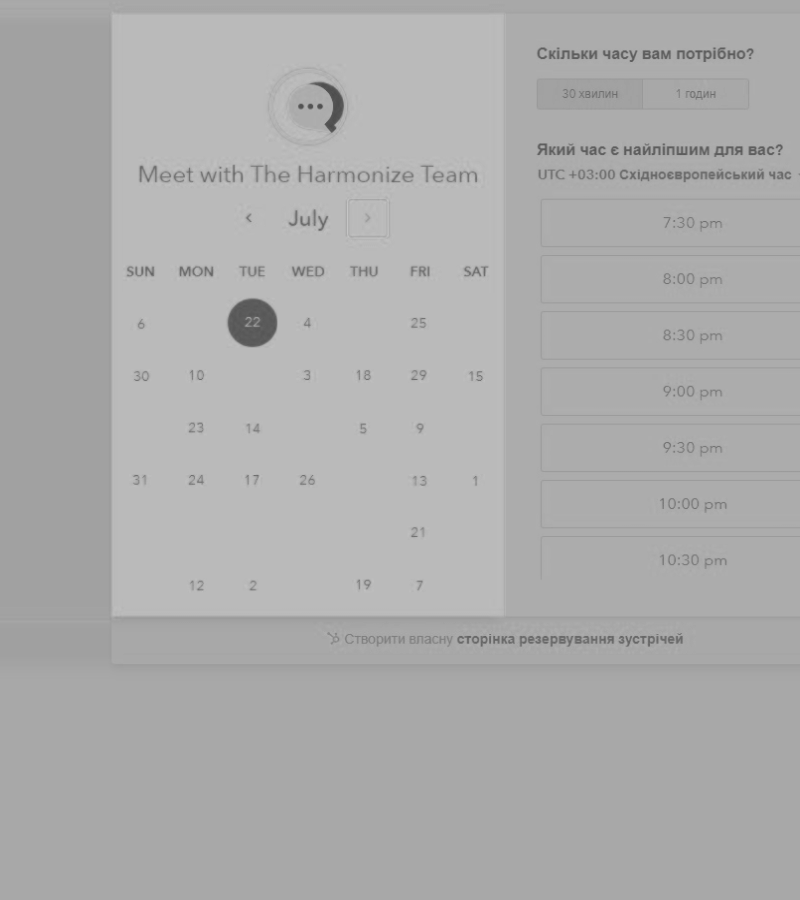 Meet with The Harmonize Team
‹ July ›
SUN MON TUE WED THU FRI SAT
6 22 4 25
30 10 3 18 29 15
23 14 5 9
31 24 17 26 13 1
21
12 2 19 7
Скільки часу вам потрібно?
30 хвилин 1 годин
Який час є найліпшим для вас?
UTC +03:00 Східноєвропейський час
7:30 pm
8:00 pm
8:30 pm
9:00 pm
9:30 pm
10:00 pm
10:30 pm
Створити власну сторінка резервування зустрічей